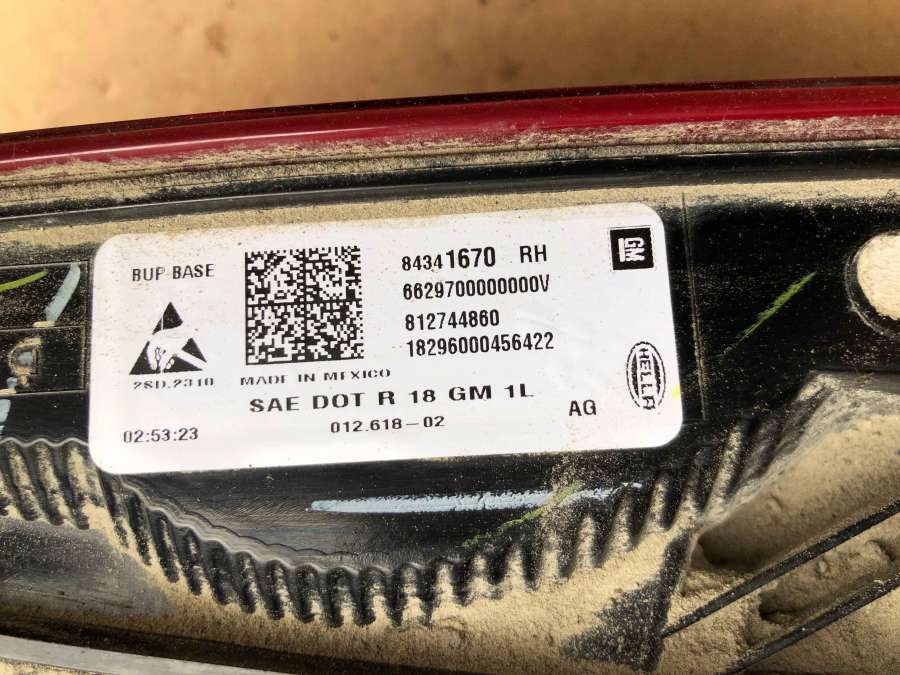 BUP BASE
84341670 RH
GM
6629700000000V
812744860
18296000456422
2SD.2310
MADE IN MEXICO
HELLA
SAE DOT R 18 GM 1L
AG
02:53:23
012.618-02